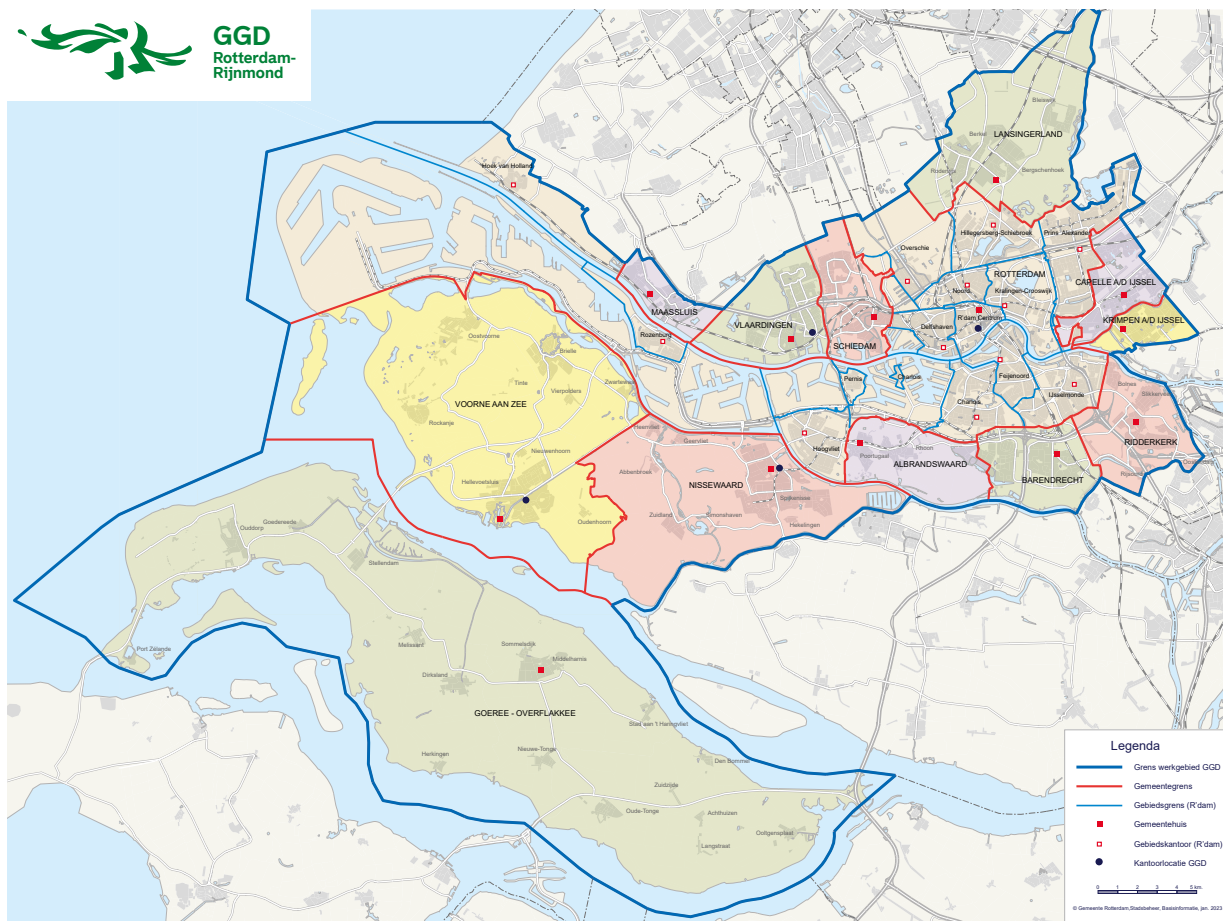 GGD
Rotterdam-
Rijnmond
Bleiswijk
Berkel
LANSINGERLAND
Rodenrijs
Bergschenhoek
Hoek van Holland
Hillegersberg-Schiebroek
Prins Alexander
Overschie
ROTTERDAM
CAPELLE A/D IJSSEL
Noord
Kralingen-Crooswijk
MAASSLUIS
VLAARDINGEN
R'dam Centrum
KRIMPEN A/D IJSSEL
Delfshaven
Rozenburg
SCHIEDAM
Oostvoorne
Brielle
Tinte
Vierpolders
Zwartewaal
Pernis
Charlois
Feijenoord
IJsselmonde
Bolnes
Slikkerveer
VOORNE AAN ZEE
Rockanje
Heenvliet
Geervliet
Charlois
Hoogvliet
Poortugaal
Rhoon
ALBRANDSWAARD
RIDDERKERK
Nieuwenhoorn
Abbenbroek
NISSEWAARD
BARENDRECHT
Rijsoord
Oostendam
Hellevoetsluis
Spijkenisse
Oudenhoorn
Zuidland
Simonshaven
Hekelingen
Goedereede
Ouddorp
Stellendam
Port Zélande
Melissant
Sommelsdijk
Middelharnis
Dirksland
GOEREE - OVERFLAKKEE
Stad aan 't Haringvliet
Herkingen
Nieuwe-Tonge
Den Bommel
Zuidzijde
Oude-Tonge
Achthuizen
Ooltgensplaat
Langstraat
Legenda
Grens werkgebied GGD
Gemeentegrens
Gebiedsgrens (R'dam)
Gemeentehuis
Gebiedskantoor (R'dam)
Kantoorlocatie GGD
0 1 2 3 4 5 km.
© Gemeente Rotterdam,Stadsbeheer, Basisinformatie, jan. 2023